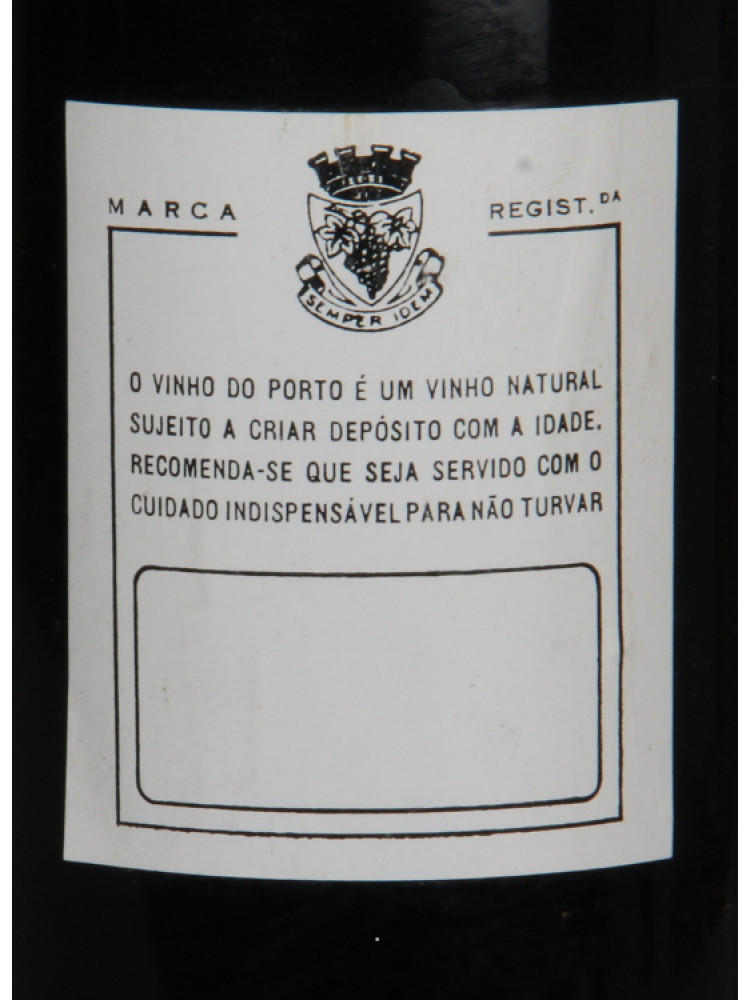 MARCA
REGIST.DA
SEMPER IDEM
O VINHO DO PORTO É UM VINHO NATURAL
SUJEITO A CRIAR DEPÓSITO COM A IDADE.
RECOMENDA-SE QUE SEJA SERVIDO COM O
CUIDADO INDISPENSÁVEL PARA NÃO TURVAR